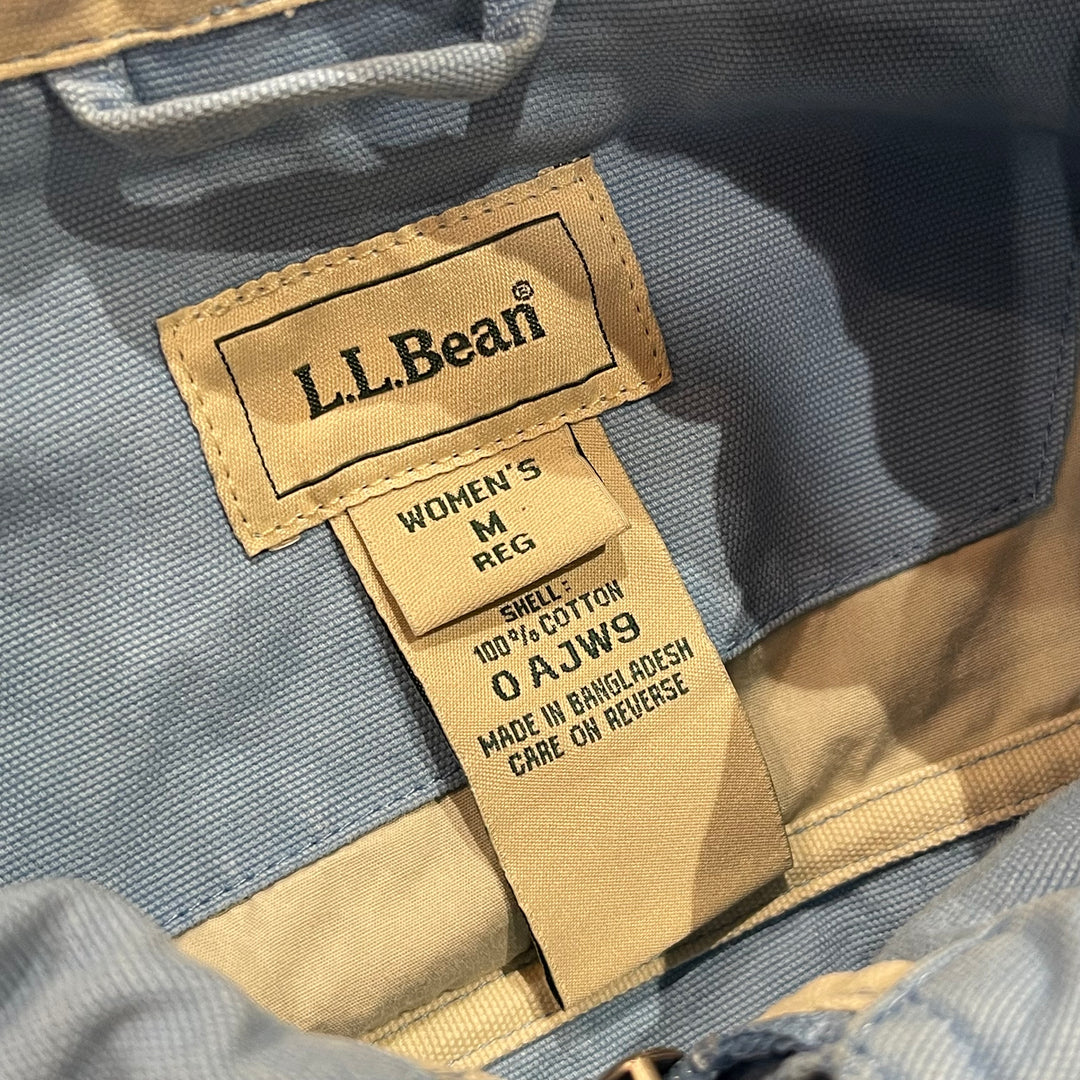 L.L.Bean®
WOMEN'S
M
REG
SHELL:
100% COTTON
0 AJW9
MADE IN BANGLADESH
CARE ON REVERSE